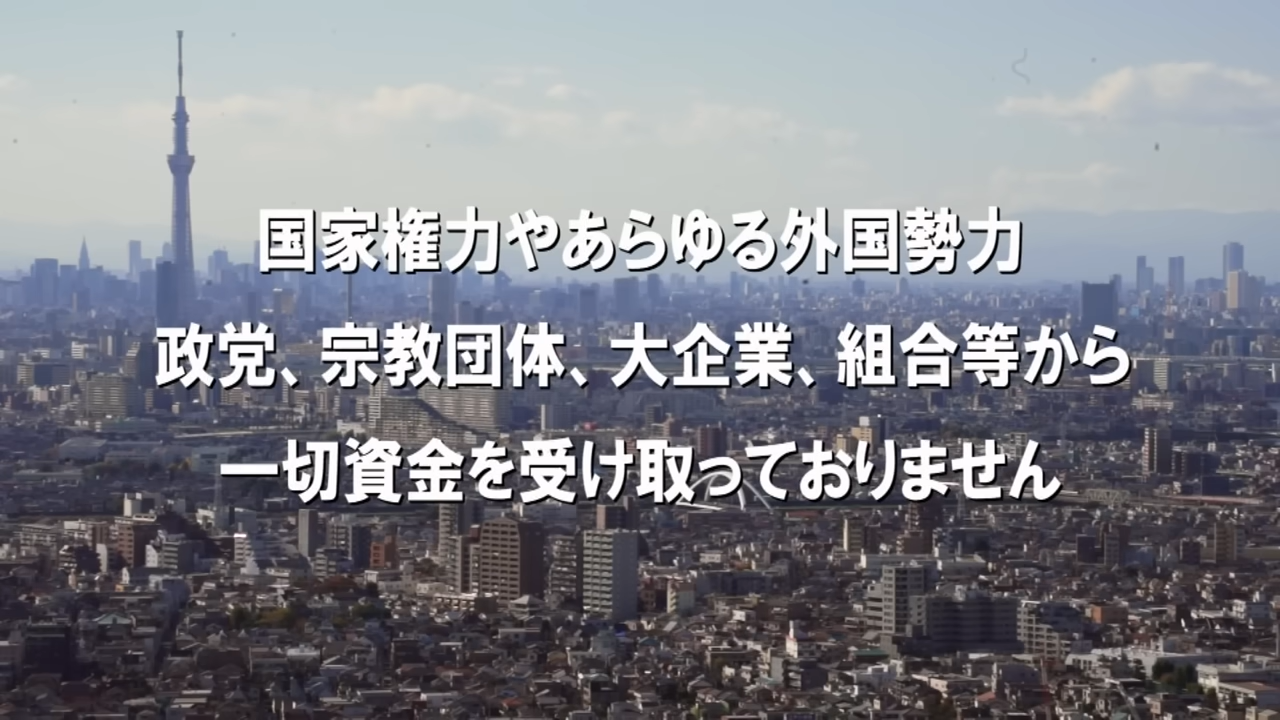 国家権力やあらゆる外国勢力
政党、宗教団体、大企業、組合等から
一切資金を受け取っておりません